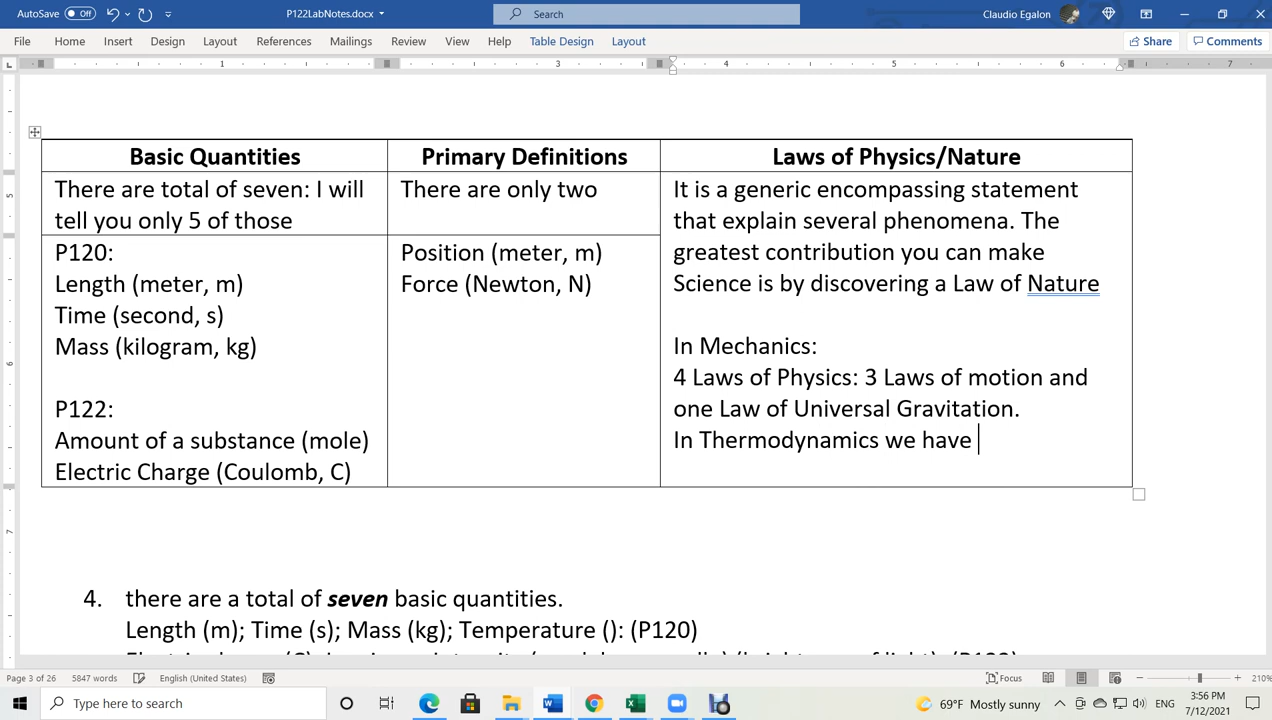 AutoSave Off P122LabNotes.docx Search Claudio Egalon
File Home Insert Design Layout References Mailings Review View Help Table Design Layout Share Comments
1 2 3 4 5 6 7
Basic Quantities Primary Definitions Laws of Physics/Nature
There are total of seven: I will
tell you only 5 of those
There are only two
It is a generic encompassing statement
that explain several phenomena. The
greatest contribution you can make
Science is by discovering a Law of Nature
P120:
Length (meter, m)
Time (second, s)
Mass (kilogram, kg)
P122:
Amount of a substance (mole)
Electric Charge (Coulomb, C)
Position (meter, m)
Force (Newton, N)
In Mechanics:
4 Laws of Physics: 3 Laws of motion and
one Law of Universal Gravitation.
In Thermodynamics we have
4. there are a total of seven basic quantities.
Length (m); Time (s); Mass (kg); Temperature (): (P120)
Page 3 of 26 5847 words English (United States) Focus 210%
Type here to search 69°F Mostly sunny ENG 3:56 PM
7/12/2021